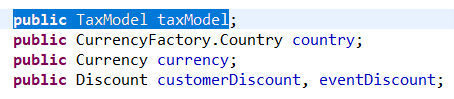 public TaxModel taxModel;
public CurrencyFactory.Country country;
public Currency currency;
public Discount customerDiscount, eventDiscount;